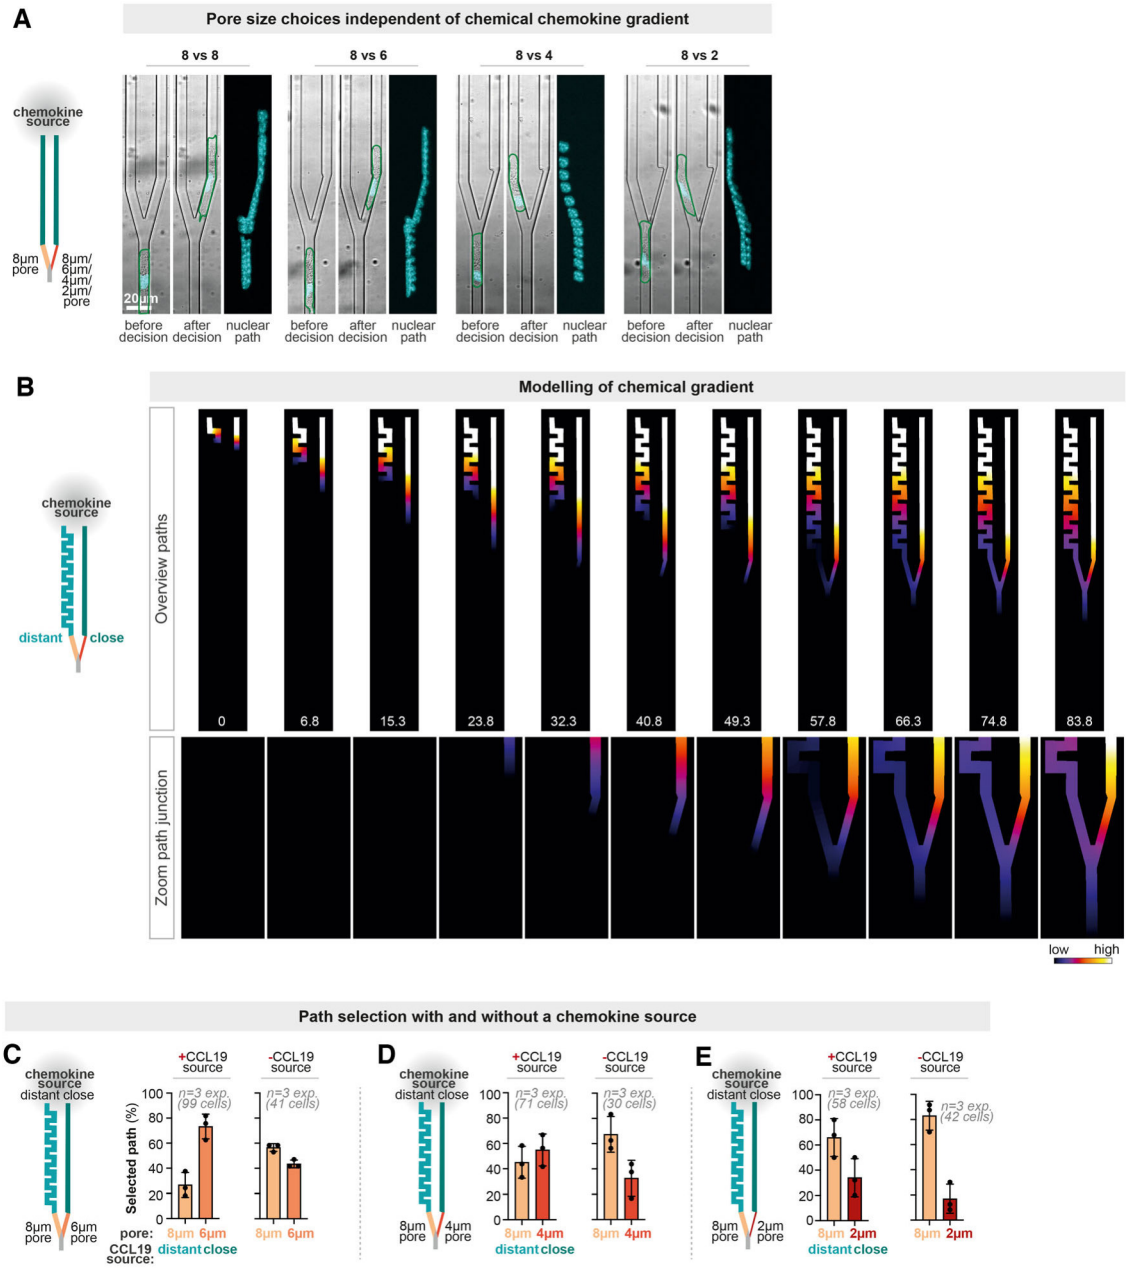 A
Pore size choices independent of chemical chemokine gradient
8 vs 8
8 vs 6
8 vs 4
8 vs 2
chemokine
source
8µm
pore
8µm/
6µm/
4µm/
2µm/
pore
20µm
before
decision
after
decision
nuclear
path
before
decision
after
decision
nuclear
path
before
decision
after
decision
nuclear
path
before
decision
after
decision
nuclear
path
B
Modelling of chemical gradient
chemokine
source
distant
close
Overview paths
0
6.8
15.3
23.8
32.3
40.8
49.3
57.8
66.3
74.8
83.8
Zoom path junction
low
high
Path selection with and without a chemokine source
C
chemokine
source
distant close
8µm
pore
6µm
pore
+CCL19
source
-CCL19
source
n=3 exp.
(99 cells)
n=3 exp.
(41 cells)
Selected path (%)
100
80
60
40
20
0
pore:
8µm 6µm
8µm 6µm
CCL19
source:
distant close
D
chemokine
source
distant close
8µm
pore
4µm
pore
+CCL19
source
-CCL19
source
n=3 exp.
(71 cells)
n=3 exp.
(30 cells)
100
80
60
40
20
0
8µm 4µm
8µm 4µm
distant close
E
chemokine
source
distant close
8µm
pore
2µm
pore
+CCL19
source
-CCL19
source
n=3 exp.
(58 cells)
n=3 exp.
(42 cells)
100
80
60
40
20
0
8µm 2µm
8µm 2µm
distant close